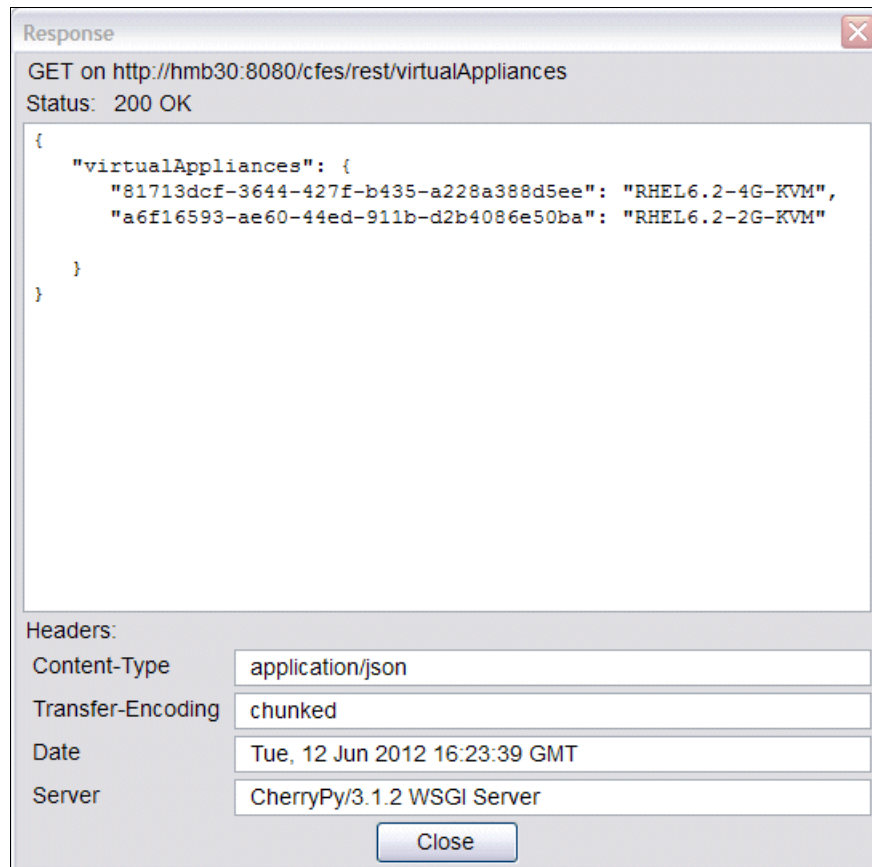 Response
GET on http://hmb30:8080/cfes/rest/virtualAppliances
Status: 200 OK
{
"virtualAppliances": {
"81713dcf-3644-427f-b435-a228a388d5ee": "RHEL6.2-4G-KVM",
"a6f16593-ae60-44ed-911b-d2b4086e50ba": "RHEL6.2-2G-KVM"
}
}
Headers:
Content-Type application/json
Transfer-Encoding chunked
Date Tue, 12 Jun 2012 16:23:39 GMT
Server CherryPy/3.1.2 WSGI Server
Close